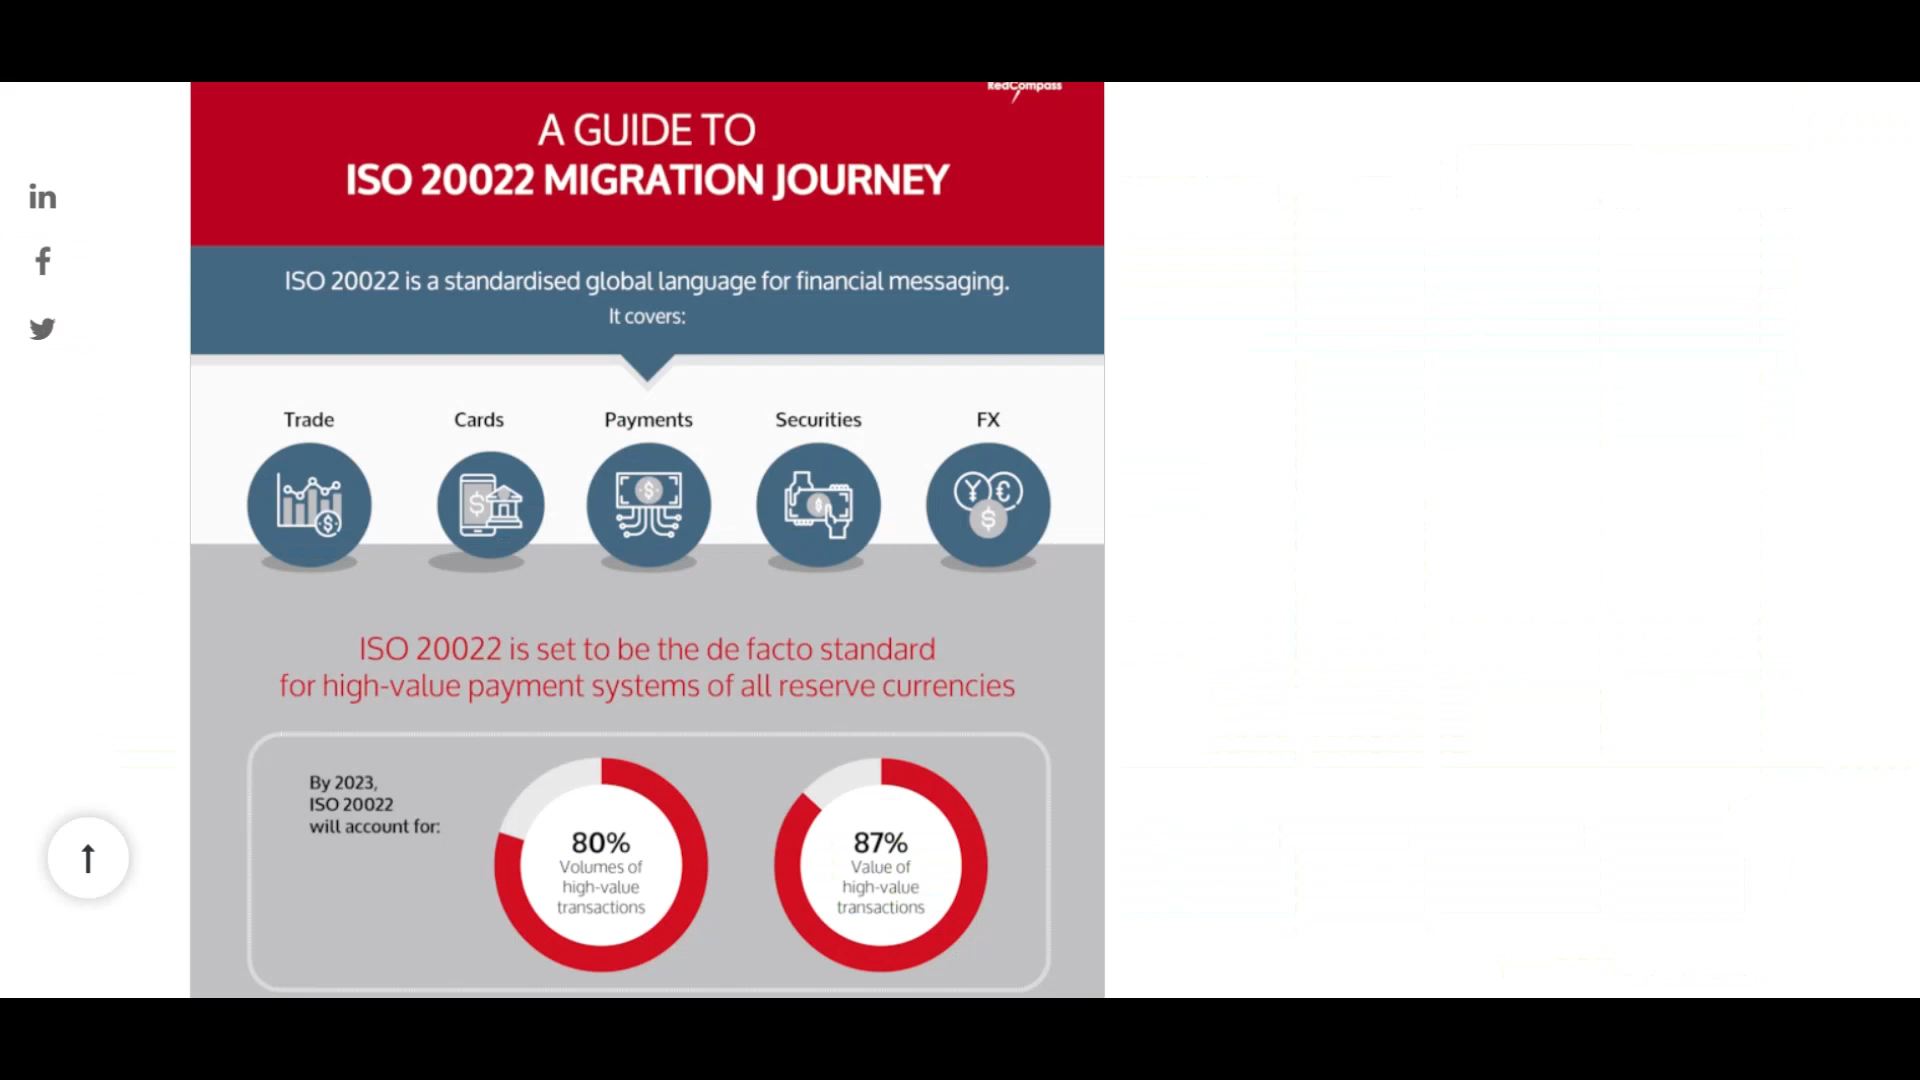 RedCompass
A GUIDE TO
ISO 20022 MIGRATION JOURNEY
ISO 20022 is a standardised global language for financial messaging.
It covers:
Trade Cards Payments Securities FX
ISO 20022 is set to be the de facto standard
for high-value payment systems of all reserve currencies
By 2023,
ISO 20022
will account for:
80%
Volumes of
high-value
transactions
87%
Value of
high-value
transactions